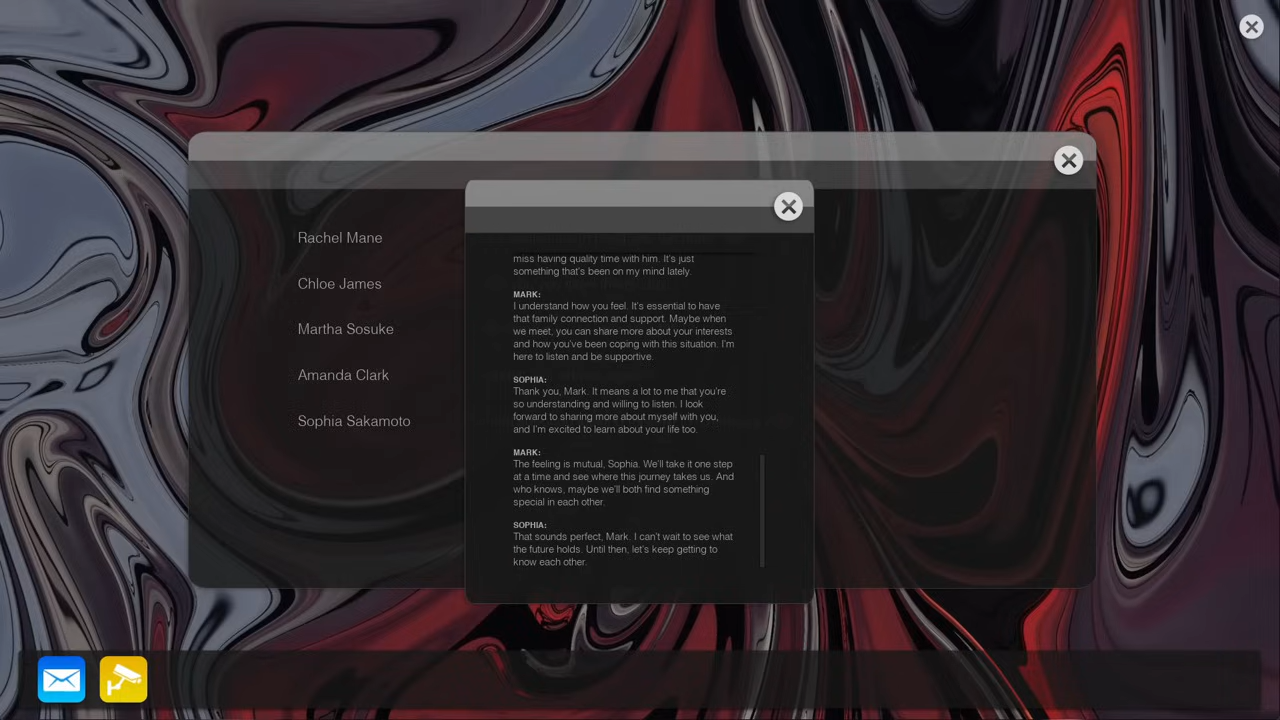 Rachel Mane
Chloe James
Martha Sosuke
Amanda Clark
Sophia Sakamoto
miss having quality time with him. It's just
something that's been on my mind lately.
MARK:
I understand how you feel. It's essential to have
that family connection and support. Maybe when
we meet, you can share more about your interests
and how you've been coping with this situation. I'm
here to listen and be supportive.
SOPHIA:
Thank you, Mark. It means a lot to me that you're
so understanding and willing to listen. I look
forward to sharing more about myself with you,
and I'm excited to learn about your life too.
MARK:
The feeling is mutual, Sophia. We'll take it one step
at a time and see where this journey takes us. And
who knows, maybe we'll both find something
special in each other.
SOPHIA:
That sounds perfect, Mark. I can't wait to see what
the future holds. Until then, let's keep getting to
know each other.